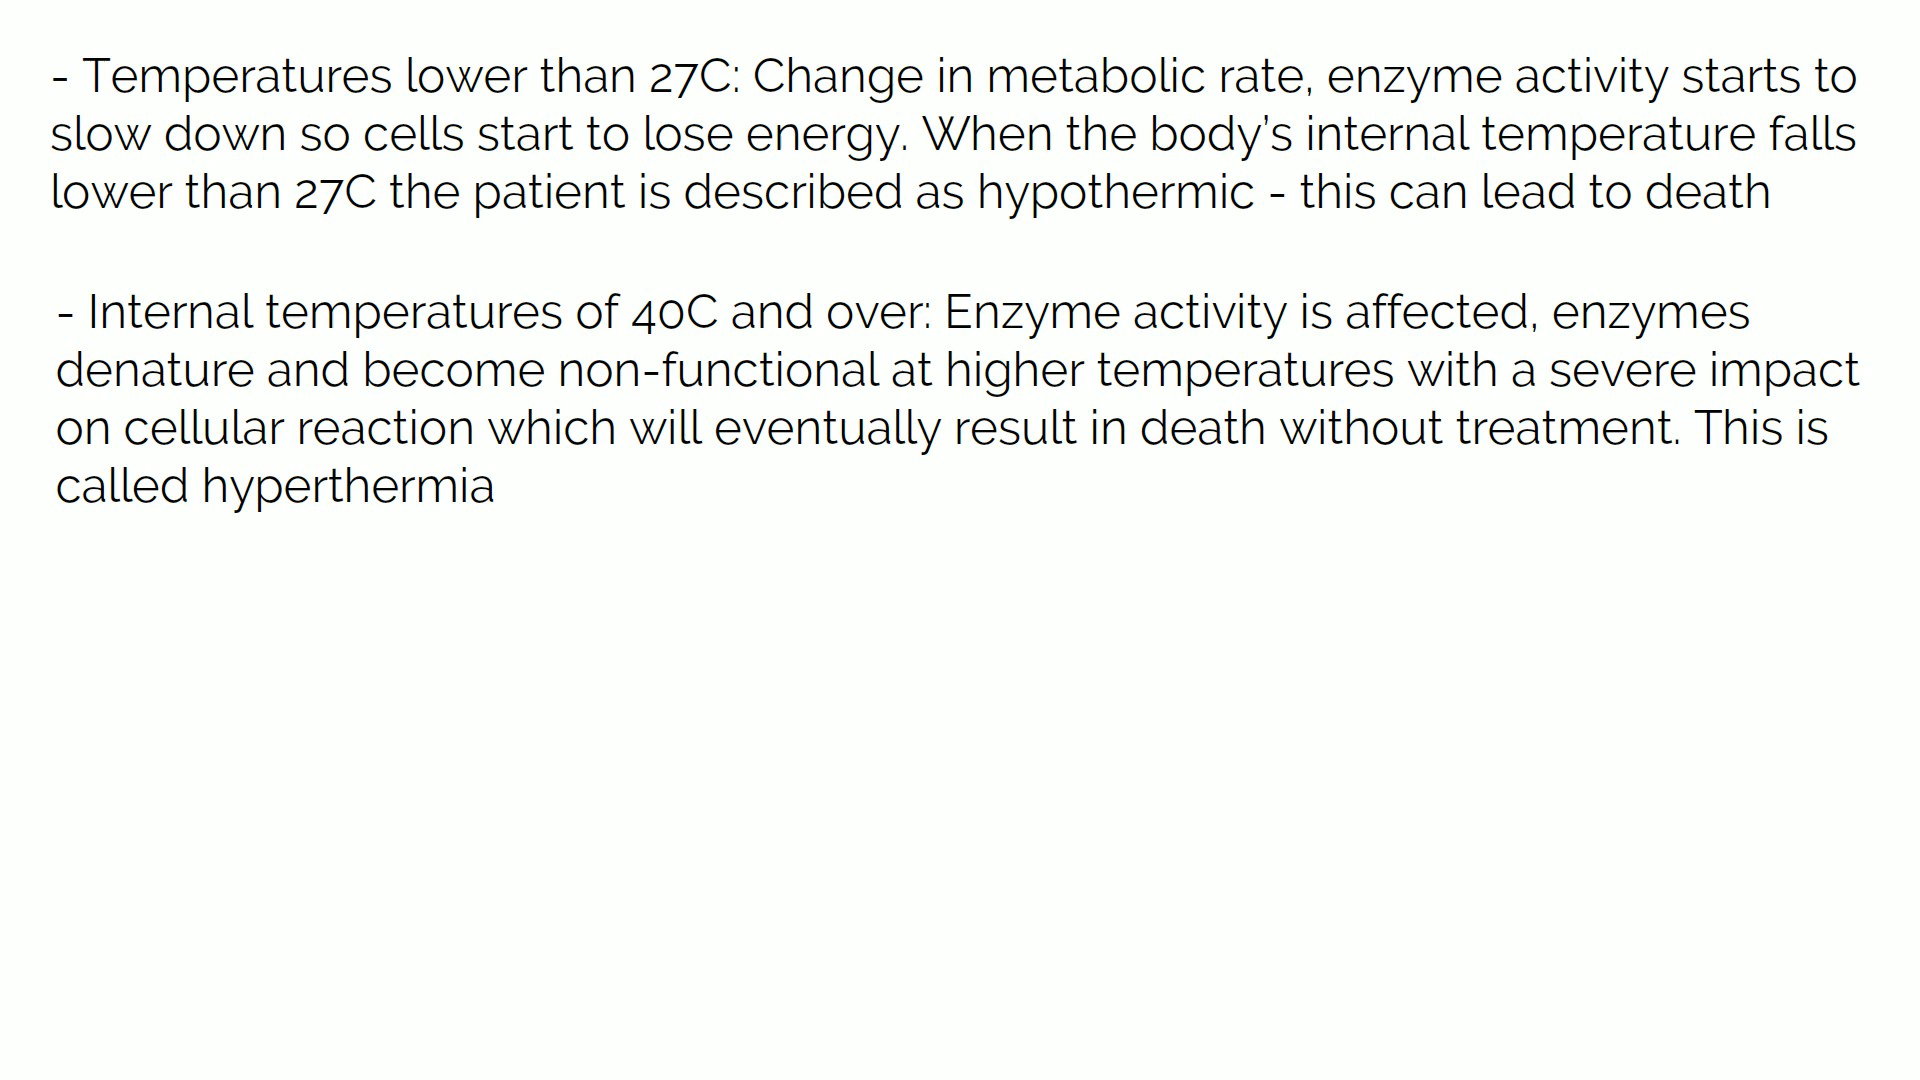 - Temperatures lower than 27C: Change in metabolic rate, enzyme activity starts to
slow down so cells start to lose energy. When the body’s internal temperature falls
lower than 27C the patient is described as hypothermic - this can lead to death
- Internal temperatures of 40C and over: Enzyme activity is affected, enzymes
denature and become non-functional at higher temperatures with a severe impact
on cellular reaction which will eventually result in death without treatment. This is
called hyperthermia